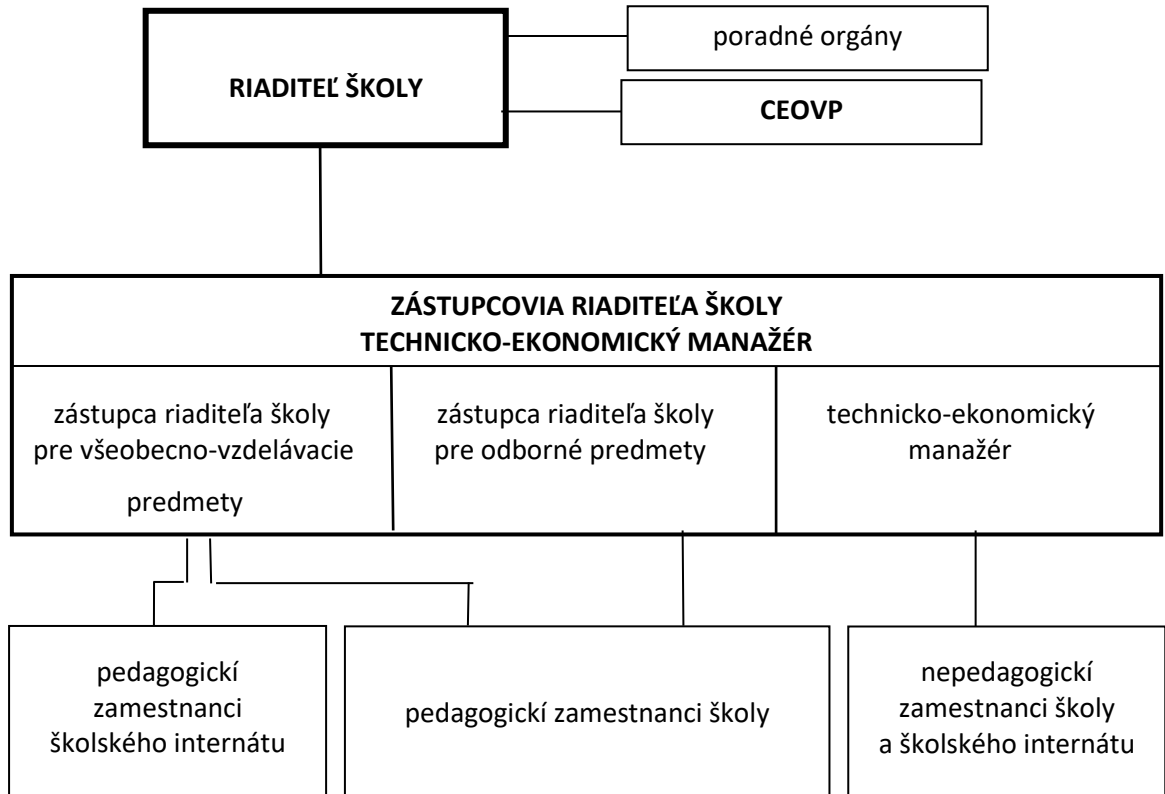 poradné orgány
RIADITEĽ ŠKOLY
CEOVP
ZÁSTUPCOVIA RIADITEĽA ŠKOLY
TECHNICKO-EKONOMICKÝ MANAŽÉR
zástupca riaditeľa školy
pre všeobecno-vzdelávacie
predmety
zástupca riaditeľa školy
pre odborné predmety
technicko-ekonomický
manažér
pedagogickí
zamestnanci
školského internátu
pedagogickí zamestnanci školy
nepedagogickí
zamestnanci školy
a školského internátu